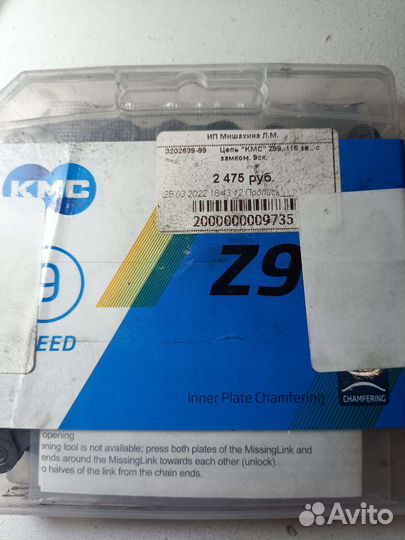 ИП Мишахина Л.М.
0202639-99 Цепь "KMC" Z99, 116 зв., с
замком, 9ск.
2 475 руб.
28.03.2022 18:43:12 Подпись
2000000009735
KMC
9
EED
Z9
Inner Plate Chamfering
CHAMFERING
opening
ening tool is not available; press both plates of the MissingLink and
ends around the MissingLink towards each other (unlock).
o halves of the link from the chain ends.
Avito